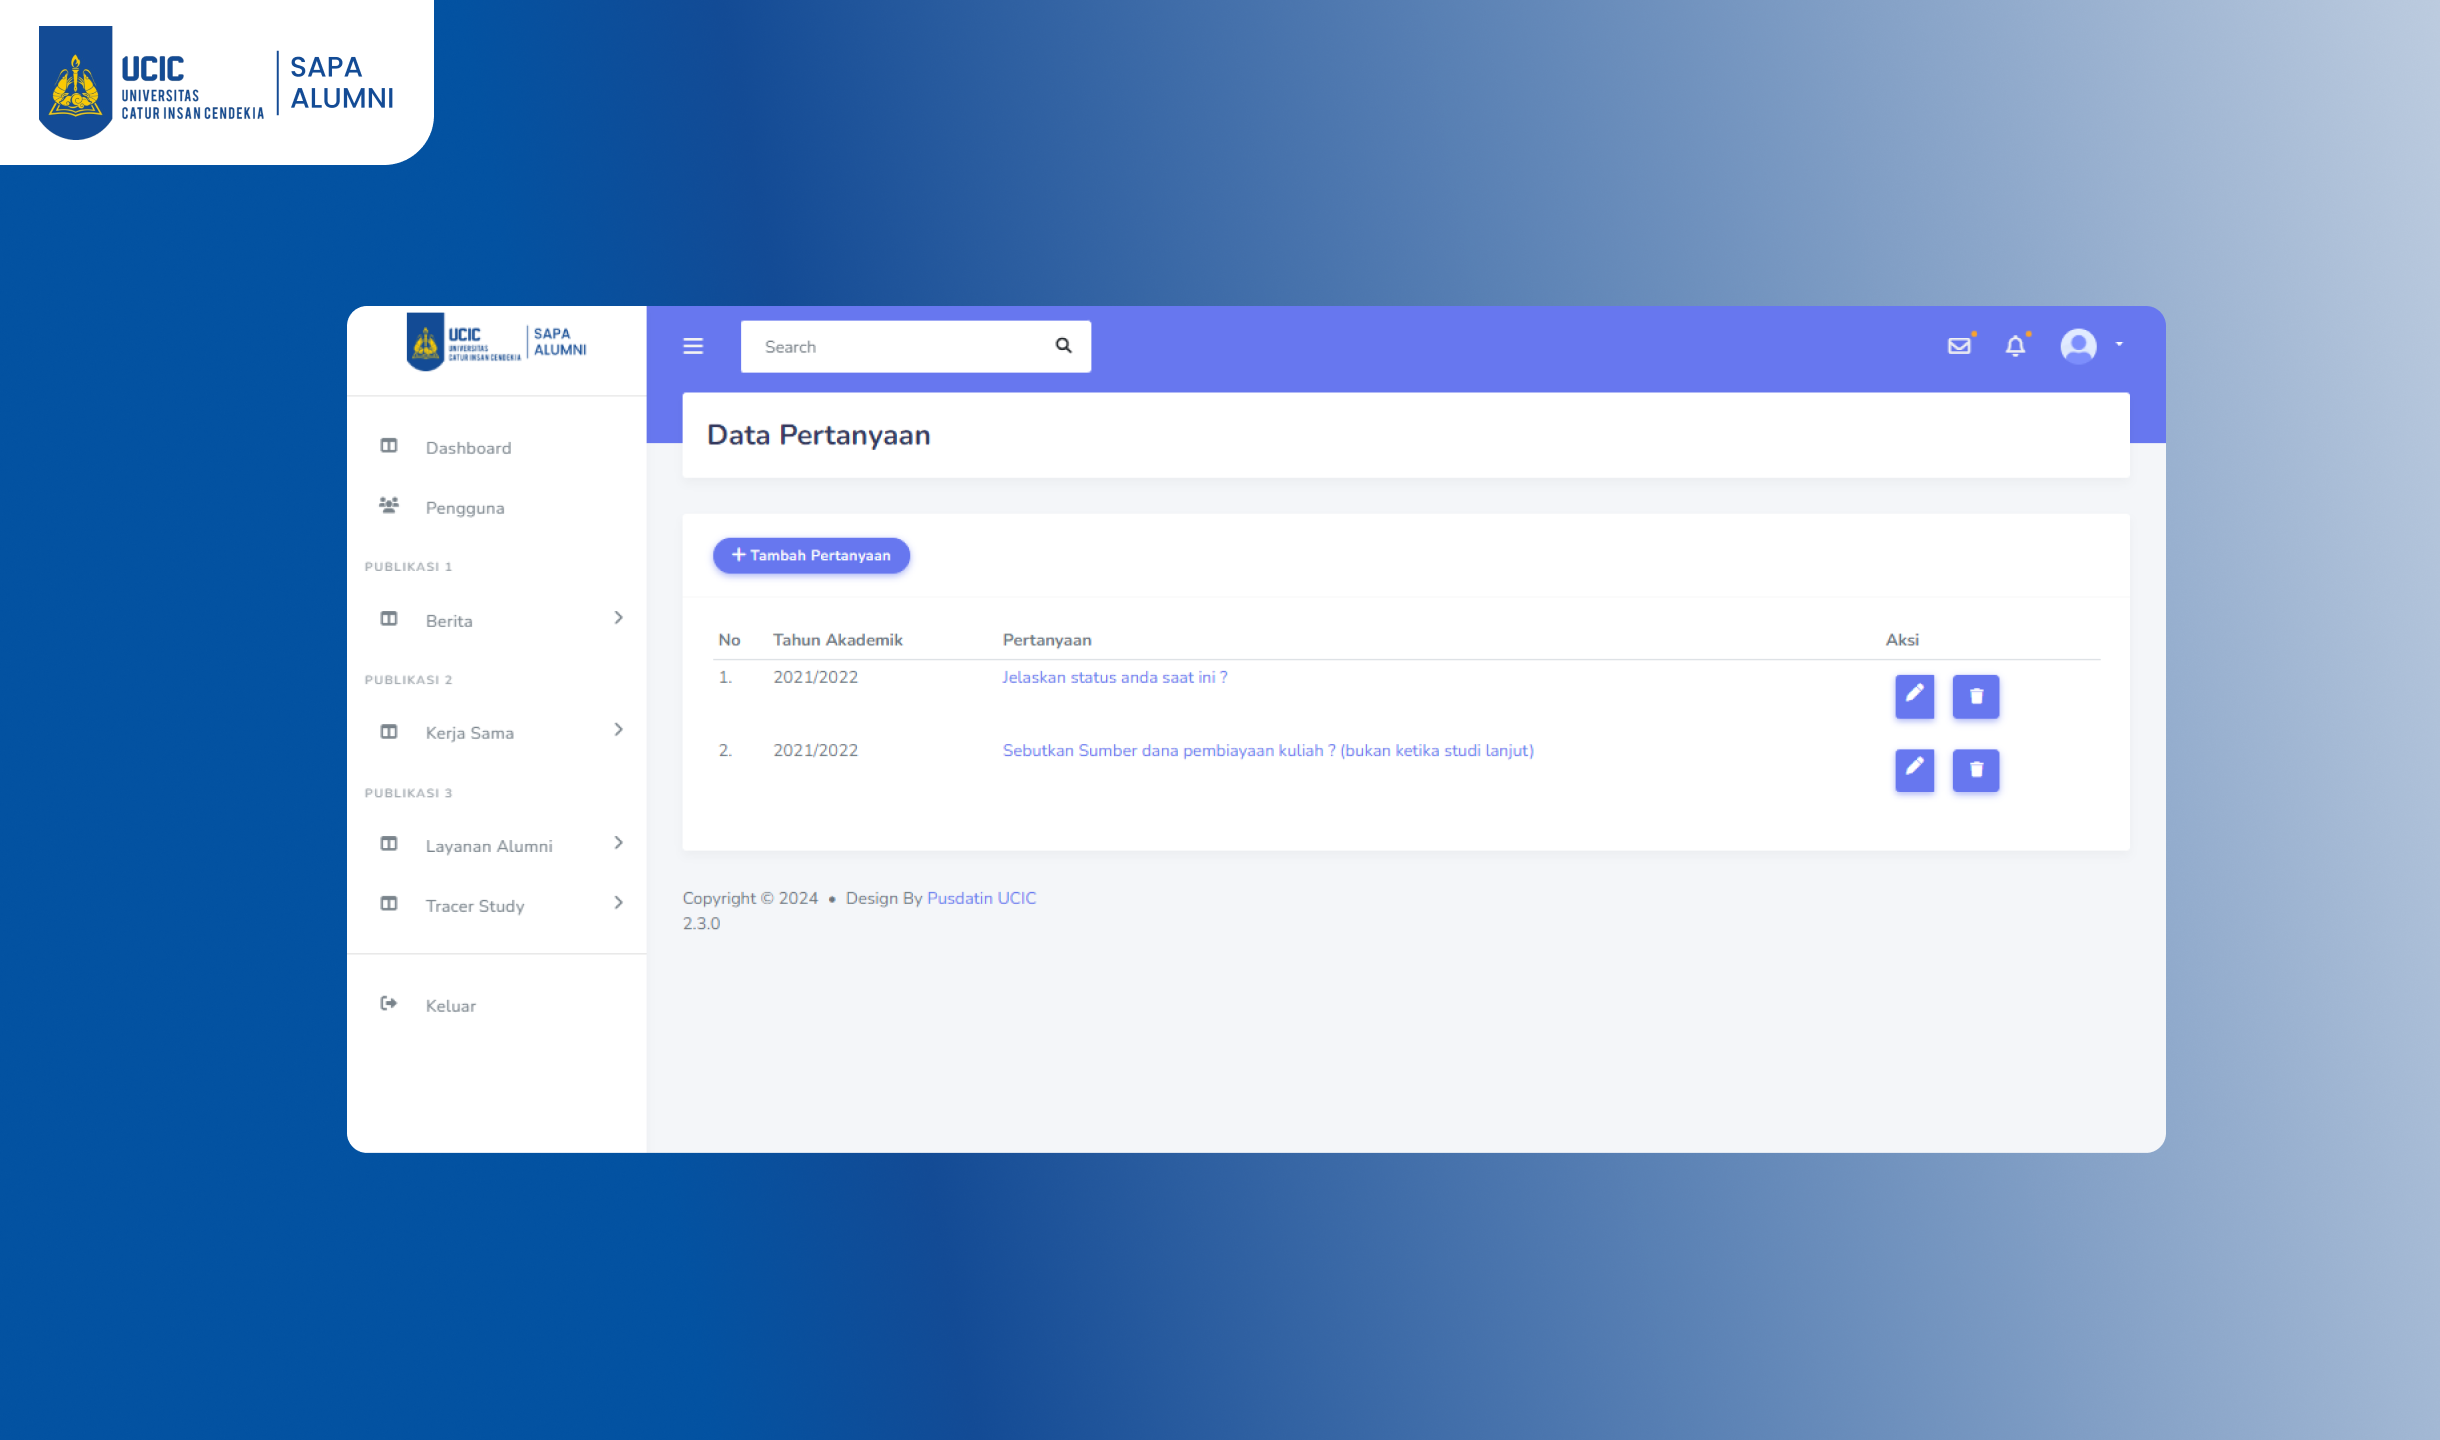 UCIC
UNIVERSITAS
CATUR INSAN CENDEKIA
SAPA
ALUMNI
UCIC
UNIVERSITAS
CATUR INSAN CENDEKIA
SAPA
ALUMNI
Search
Data Pertanyaan
Dashboard
Pengguna
PUBLIKASI 1
Berita
PUBLIKASI 2
Kerja Sama
PUBLIKASI 3
Layanan Alumni
Tracer Study
Keluar
Tambah Pertanyaan
No Tahun Akademik Pertanyaan Aksi
1. 2021/2022 Jelaskan status anda saat ini ?
2. 2021/2022 Sebutkan Sumber dana pembiayaan kuliah ? (bukan ketika studi lanjut)
Copyright © 2024 • Design By Pusdatin UCIC
2.3.0